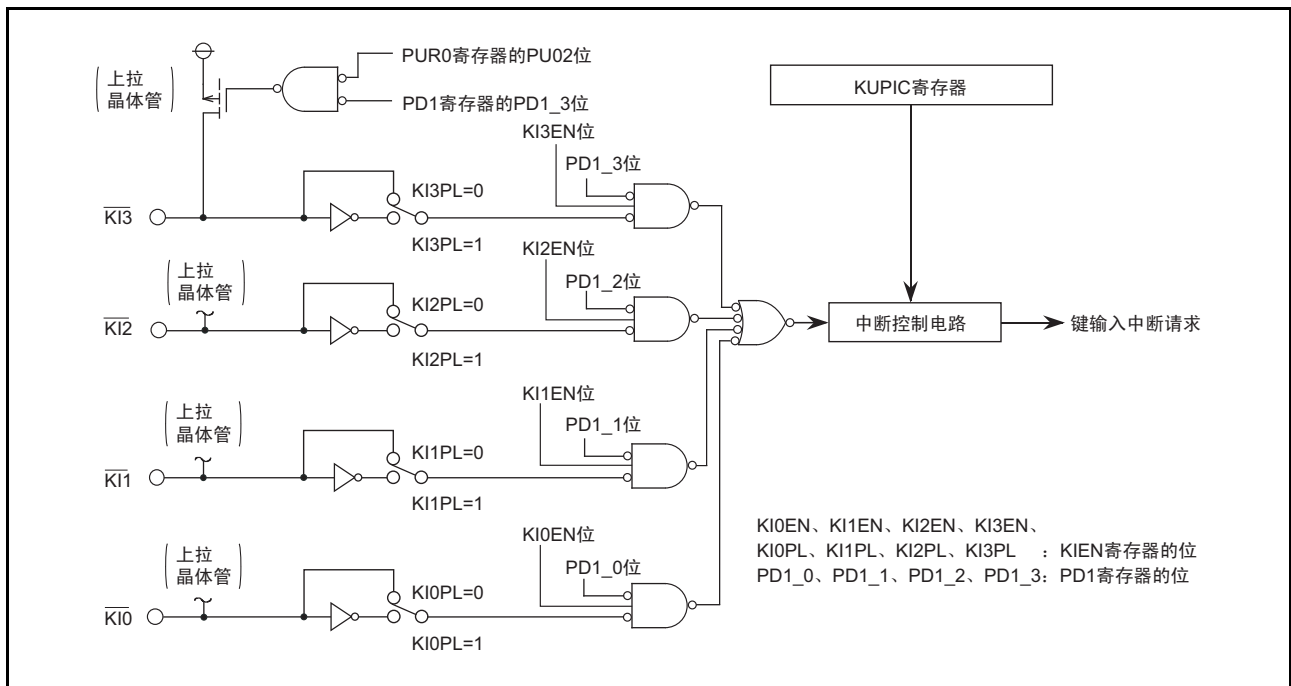 PUR0寄存器的PU02位
上拉
晶体管
PD1寄存器的PD1_3位
KUPIC寄存器
KI3EN位
PD1_3位
KI3PL=0
KI3
KI3PL=1
KI2EN位
上拉
晶体管
PD1_2位
KI2PL=0
KI2
KI2PL=1
中断控制电路
键输入中断请求
KI1EN位
上拉
晶体管
PD1_1位
KI1PL=0
KI1
KI1PL=1
KI0EN位
上拉
晶体管
PD1_0位
KI0PL=0
KI0
KI0PL=1
KI0EN、KI1EN、KI2EN、KI3EN、
KI0PL、KI1PL、KI2PL、KI3PL ：KIEN寄存器的位
PD1_0、PD1_1、PD1_2、PD1_3：PD1寄存器的位